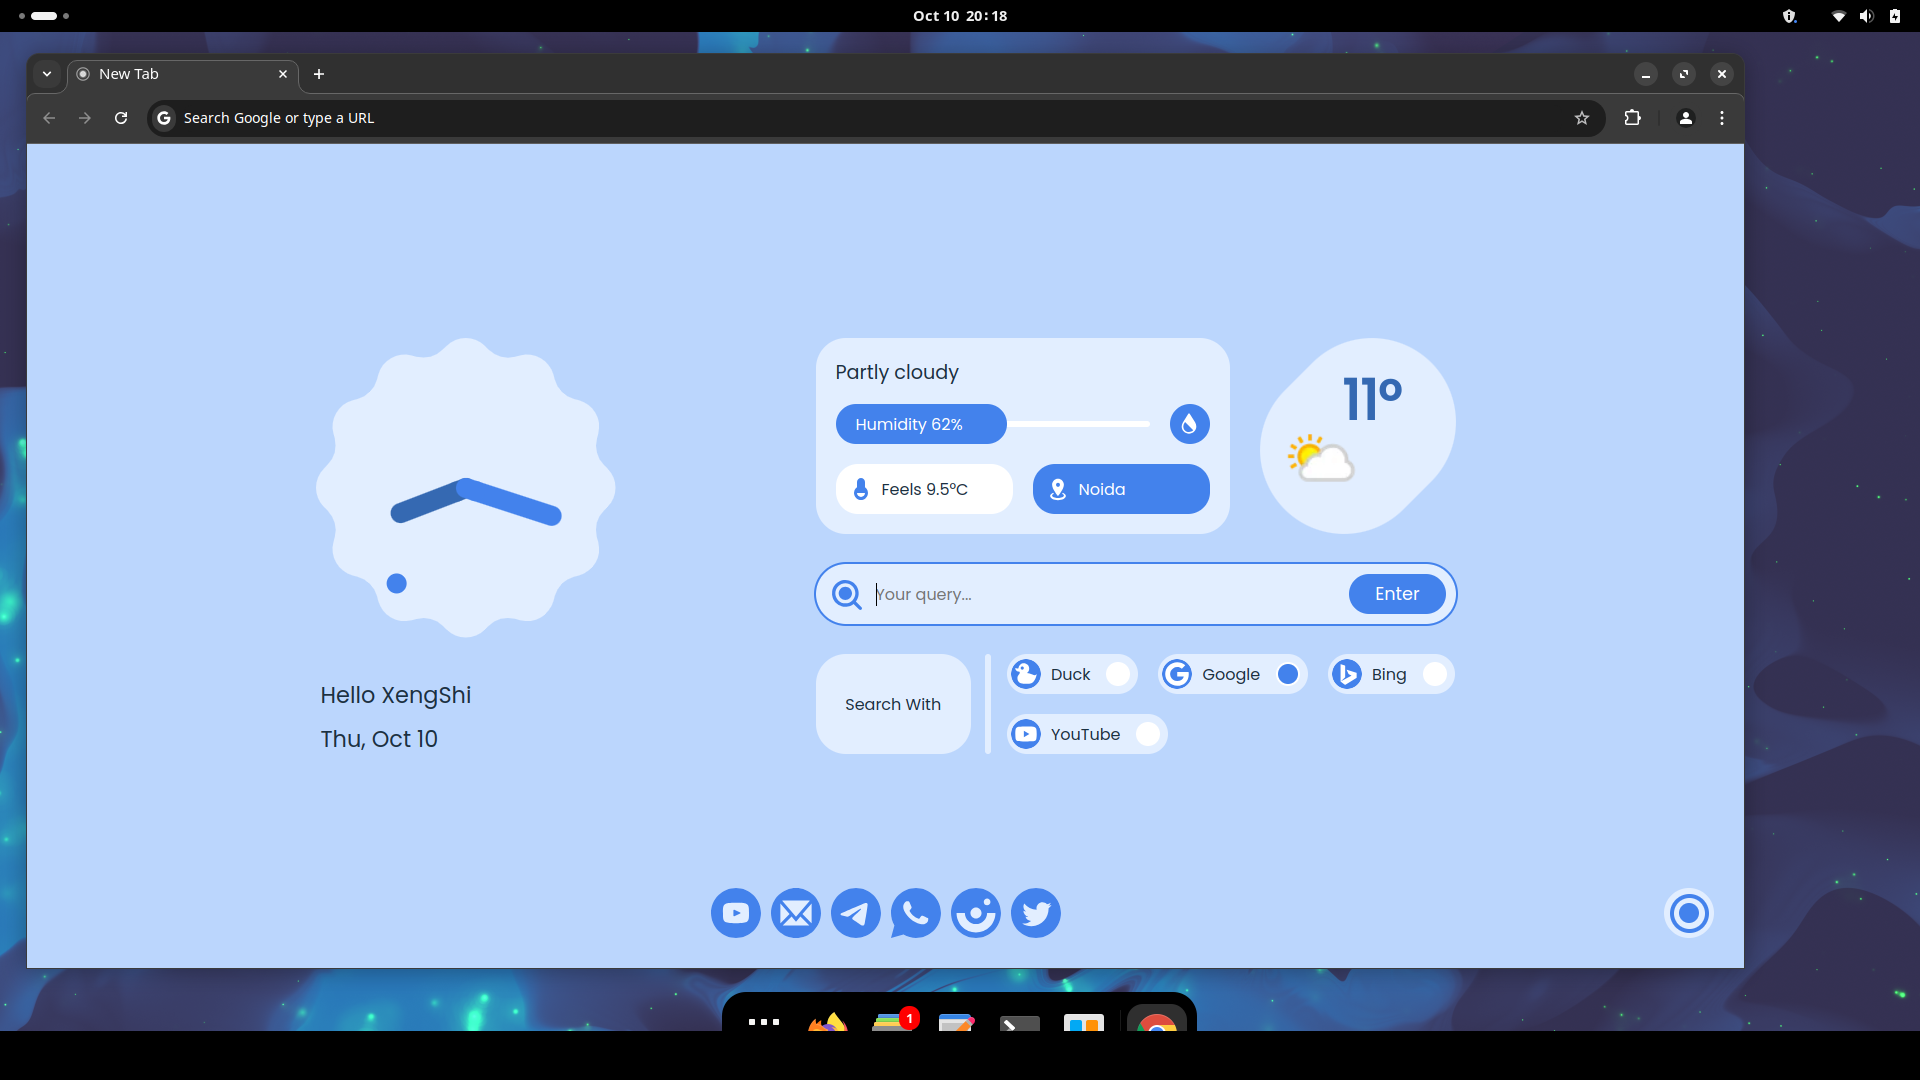 Oct 10 20:18
New Tab
Search Google or type a URL
Partly cloudy
Humidity 62%
Feels 9.5°C
Noida
11°
Your query...
Enter
Search With
Duck
Google
Bing
YouTube
Hello XengShi
Thu, Oct 10
1